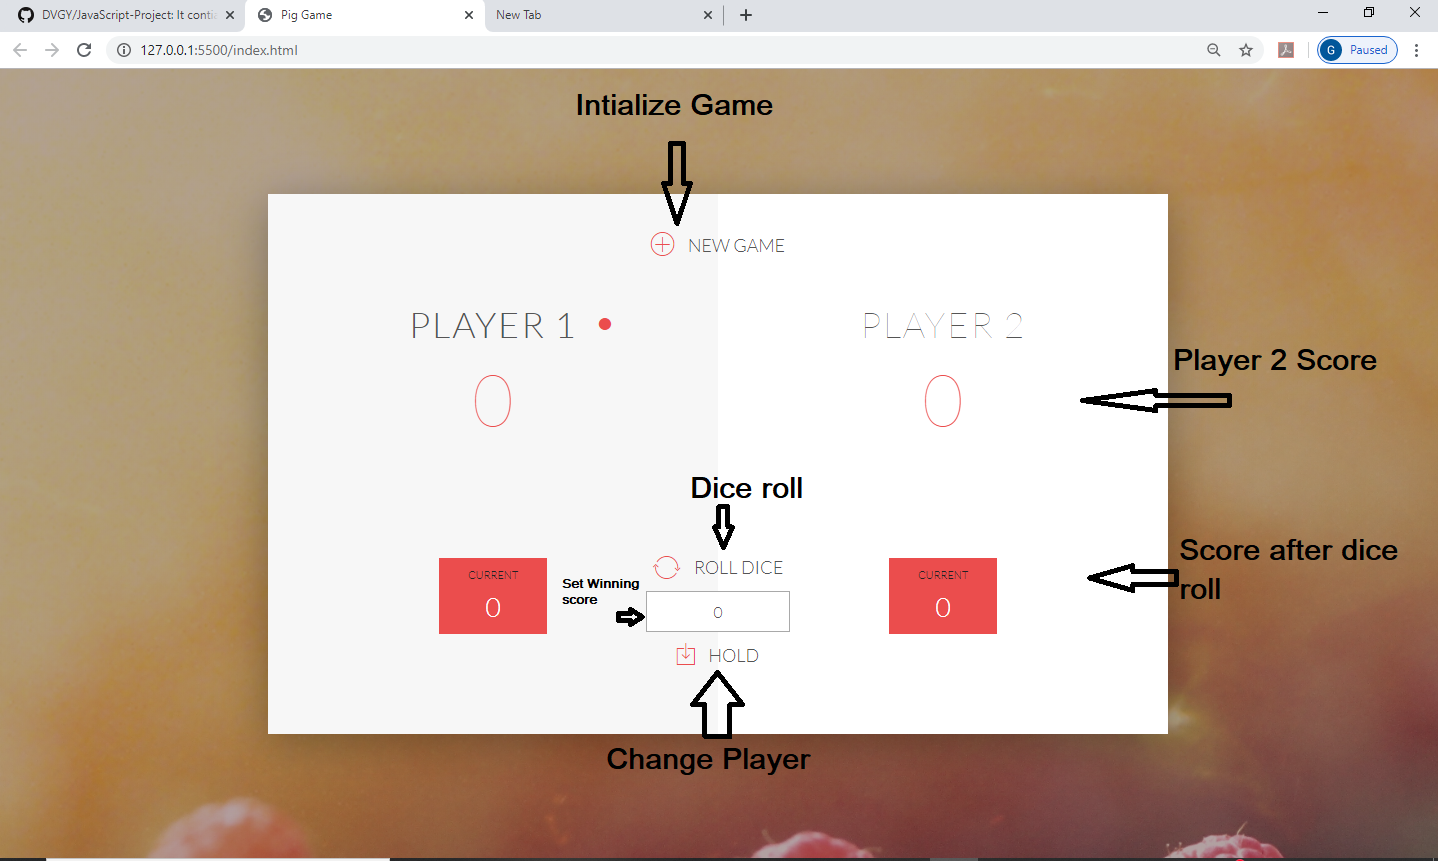 DVGY/JavaScript-Project: It conti
Pig Game
New Tab
127.0.0.1:5500/index.html
G Paused
Intialize Game
NEW GAME
PLAYER 1
PLAYER 2
0
0
Player 2 Score
Dice roll
ROLL DICE
Score after dice
roll
CURRENT
0
Set Winning
score
0
CURRENT
0
HOLD
Change Player